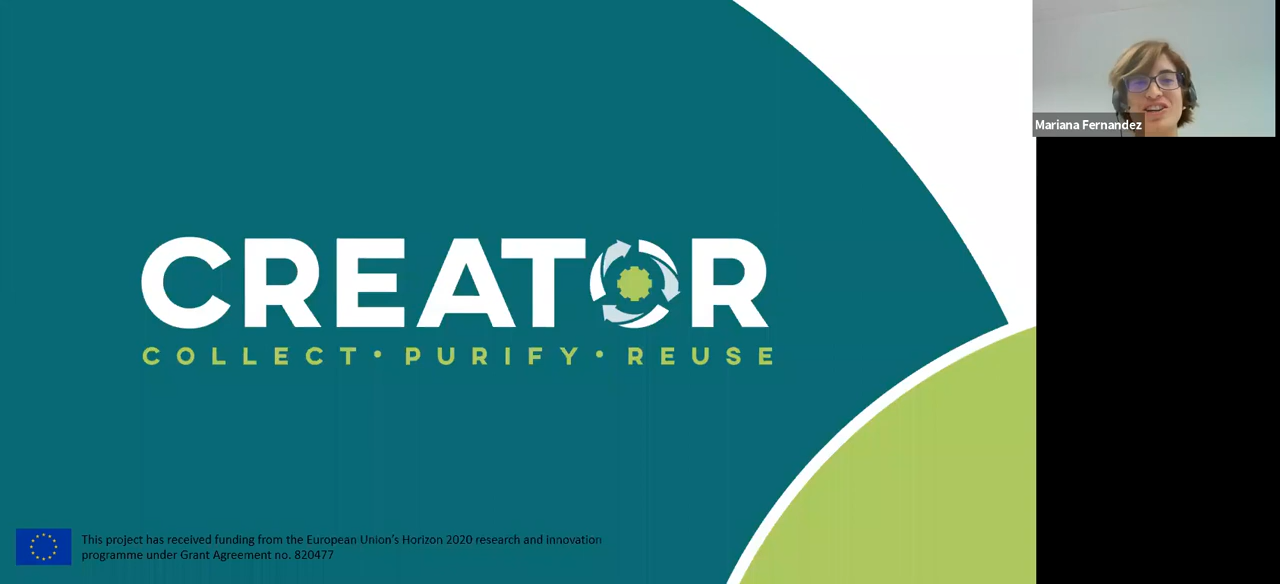 CREATOR
COLLECT • PURIFY • REUSE
This project has received funding from the European Union's Horizon 2020 research and innovation
programme under Grant Agreement no. 820477
Mariana Fernandez